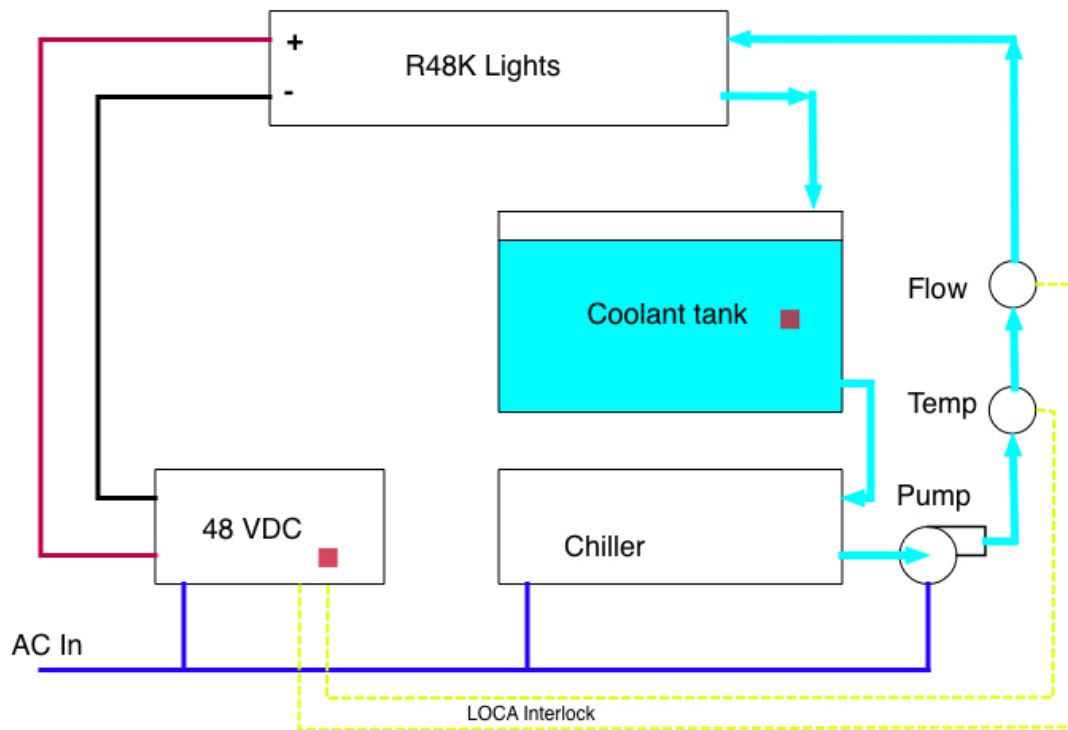 +
R48K Lights
-
Flow
Coolant tank
Temp
Pump
48 VDC
Chiller
AC In
LOCA Interlock